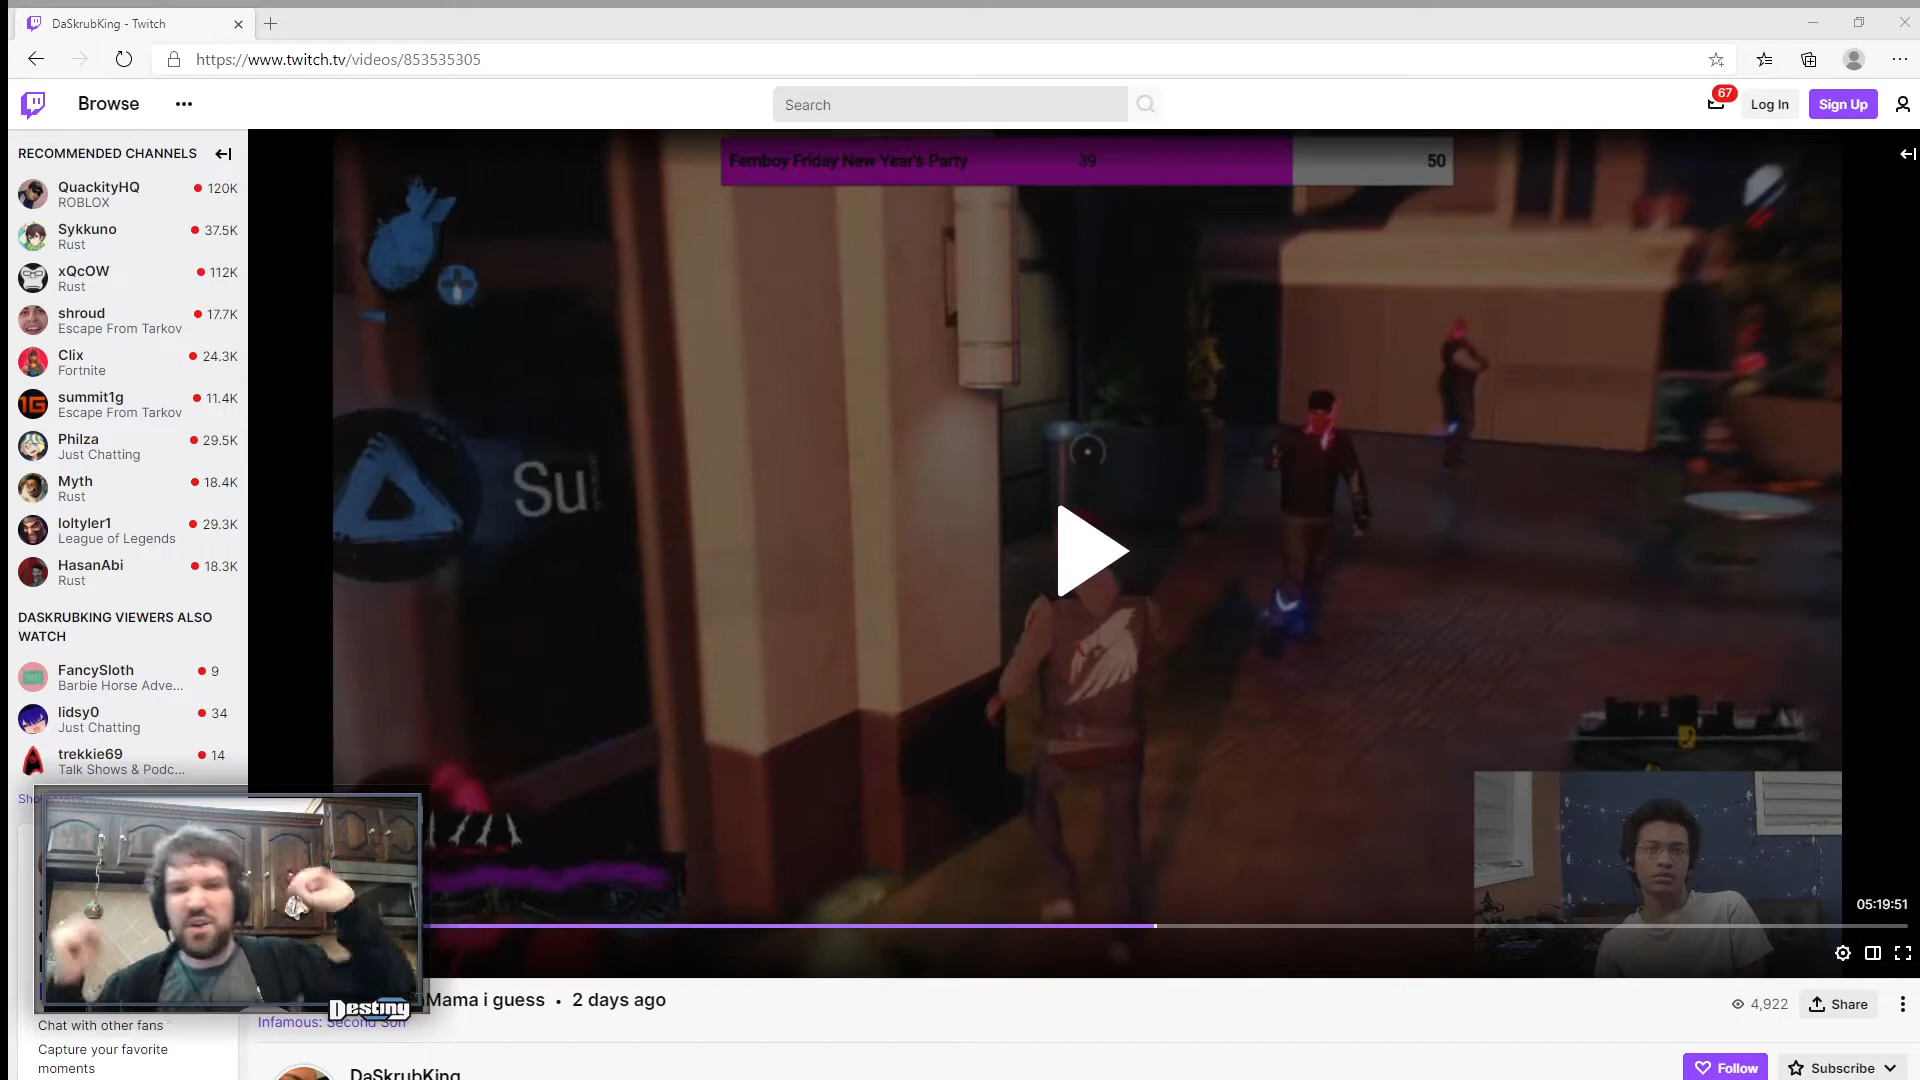 DaSkrubKing - Twitch
https://www.twitch.tv/videos/853535305
Browse
Search
67
Log In
Sign Up
RECOMMENDED CHANNELS
QuackityHQ
120K
ROBLOX
Sykkuno
37.5K
Rust
xQcOW
112K
Rust
shroud
17.7K
Escape From Tarkov
Clix
24.3K
Fortnite
summit1g
11.4K
Escape From Tarkov
Philza
29.5K
Just Chatting
Myth
18.4K
Rust
loltyler1
29.3K
League of Legends
HasanAbi
18.3K
Rust
DASKRUBKING VIEWERS ALSO
WATCH
FancySloth
9
Barbie Horse Adve...
lidsy0
34
Just Chatting
trekkie69
14
Talk Shows & Podc...
Femboy Friday New Year's Party 39 50
Su
05:19:51
Destiny
Mama i guess • 2 days ago
Infamous: Second Son
4,922
Share
Chat with other fans
Capture your favorite
moments
DaSkrubKing
Follow
Subscribe